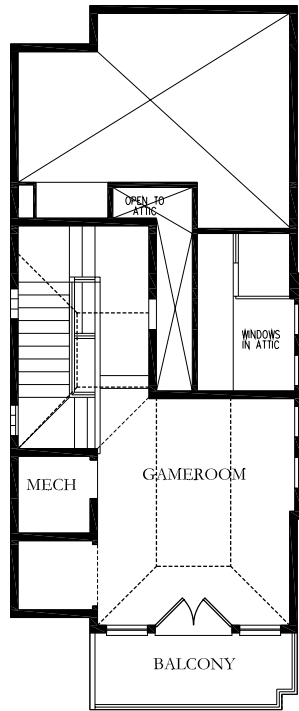 OPEN TO
ATTIC
WINDOWS
IN ATTIC
GAMEROOM
MECH
BALCONY